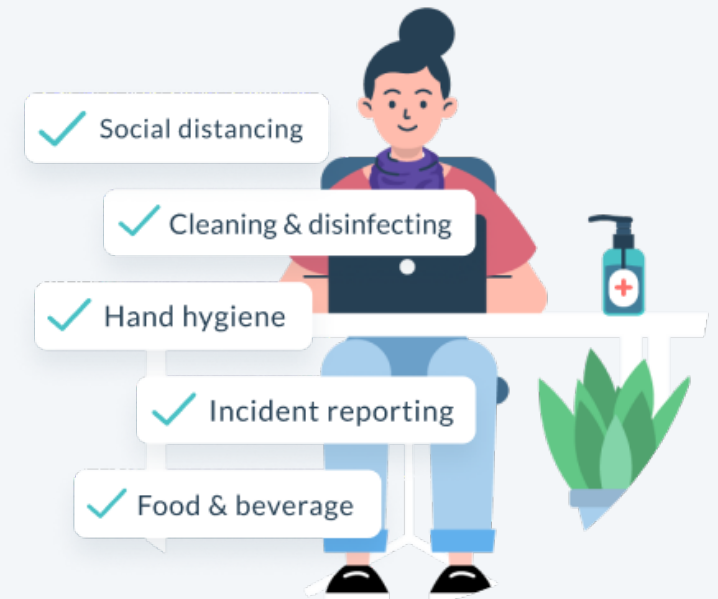 Social distancing
Cleaning & disinfecting
Hand hygiene
Incident reporting
Food & beverage